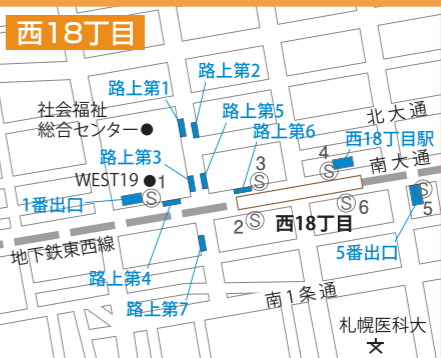 西18丁目
路上第2
路上第1
北大通
社会福祉
総合センター
路上第5
路上第6
西18丁目駅
南大通
路上第3
3
4
WEST19
1
1番出口
S
S
S
S
S
S
2
西18丁目
6
5
5番出口
地下鉄東西線
路上第4
路上第7
南1条通
札幌医科大
文